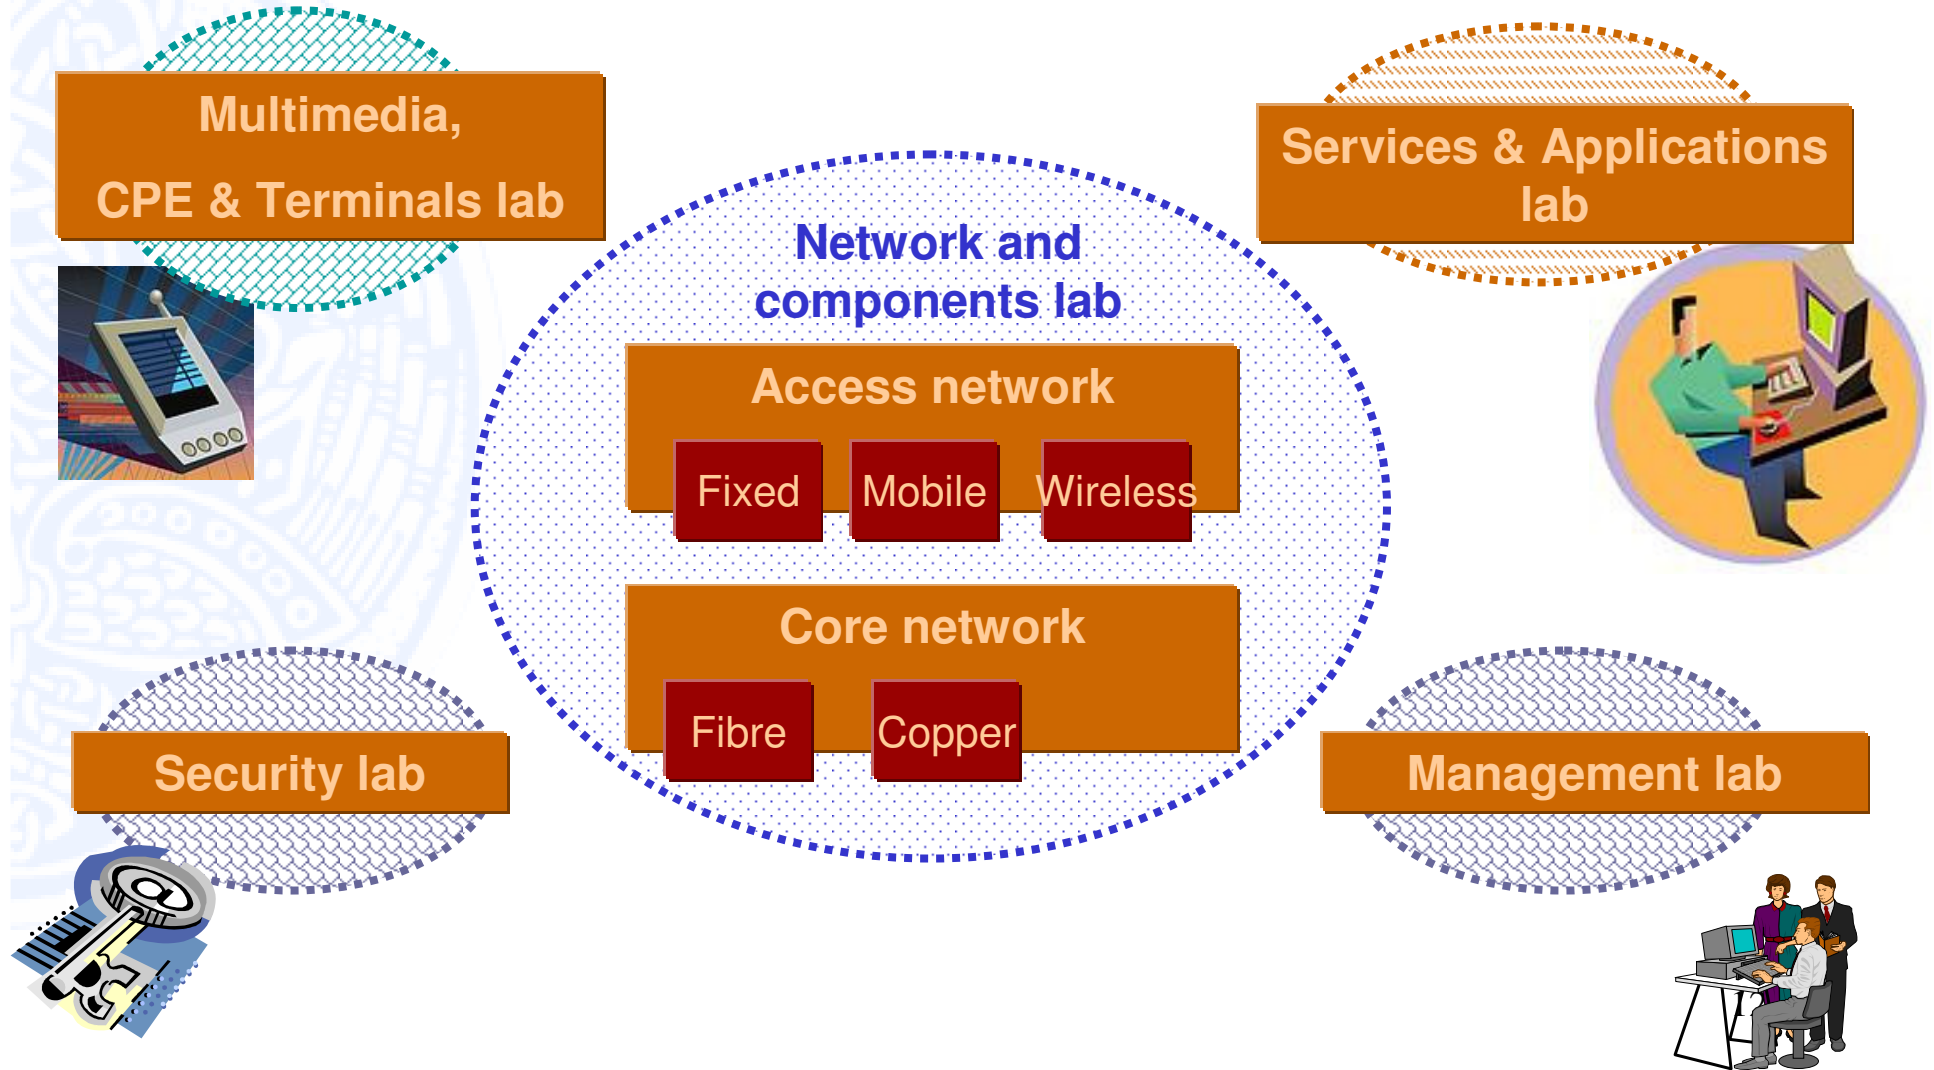 Multimedia,
CPE & Terminals lab
Services & Applications
lab
Network and
components lab
Access network
Fixed
Mobile
Wireless
Core network
Fibre
Copper
Security lab
Management lab
@